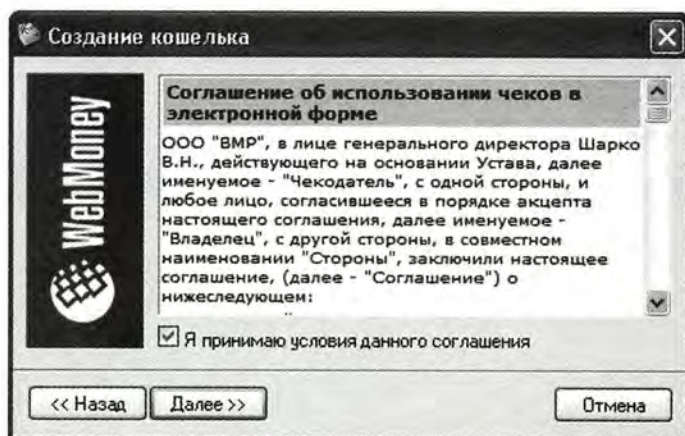 Создание кошелька
WebMoney
Соглашение об использовании чеков в
электронной форме
ООО "ВМР", в лице генерального директора Шарко
В.Н., действующего на основании Устава, далее
именуемое - "Чекодатель", с одной стороны, и
любое лицо, согласившееся в порядке акцепта
настоящего соглашения, далее именуемое -
"Владелец", с другой стороны, в совместном
наименовании "Стороны", заключили настоящее
соглашение, (далее - "Соглашение") о
нижеследующем:
Я принимаю условия данного соглашения
<< Назад
Далее >>
Отмена